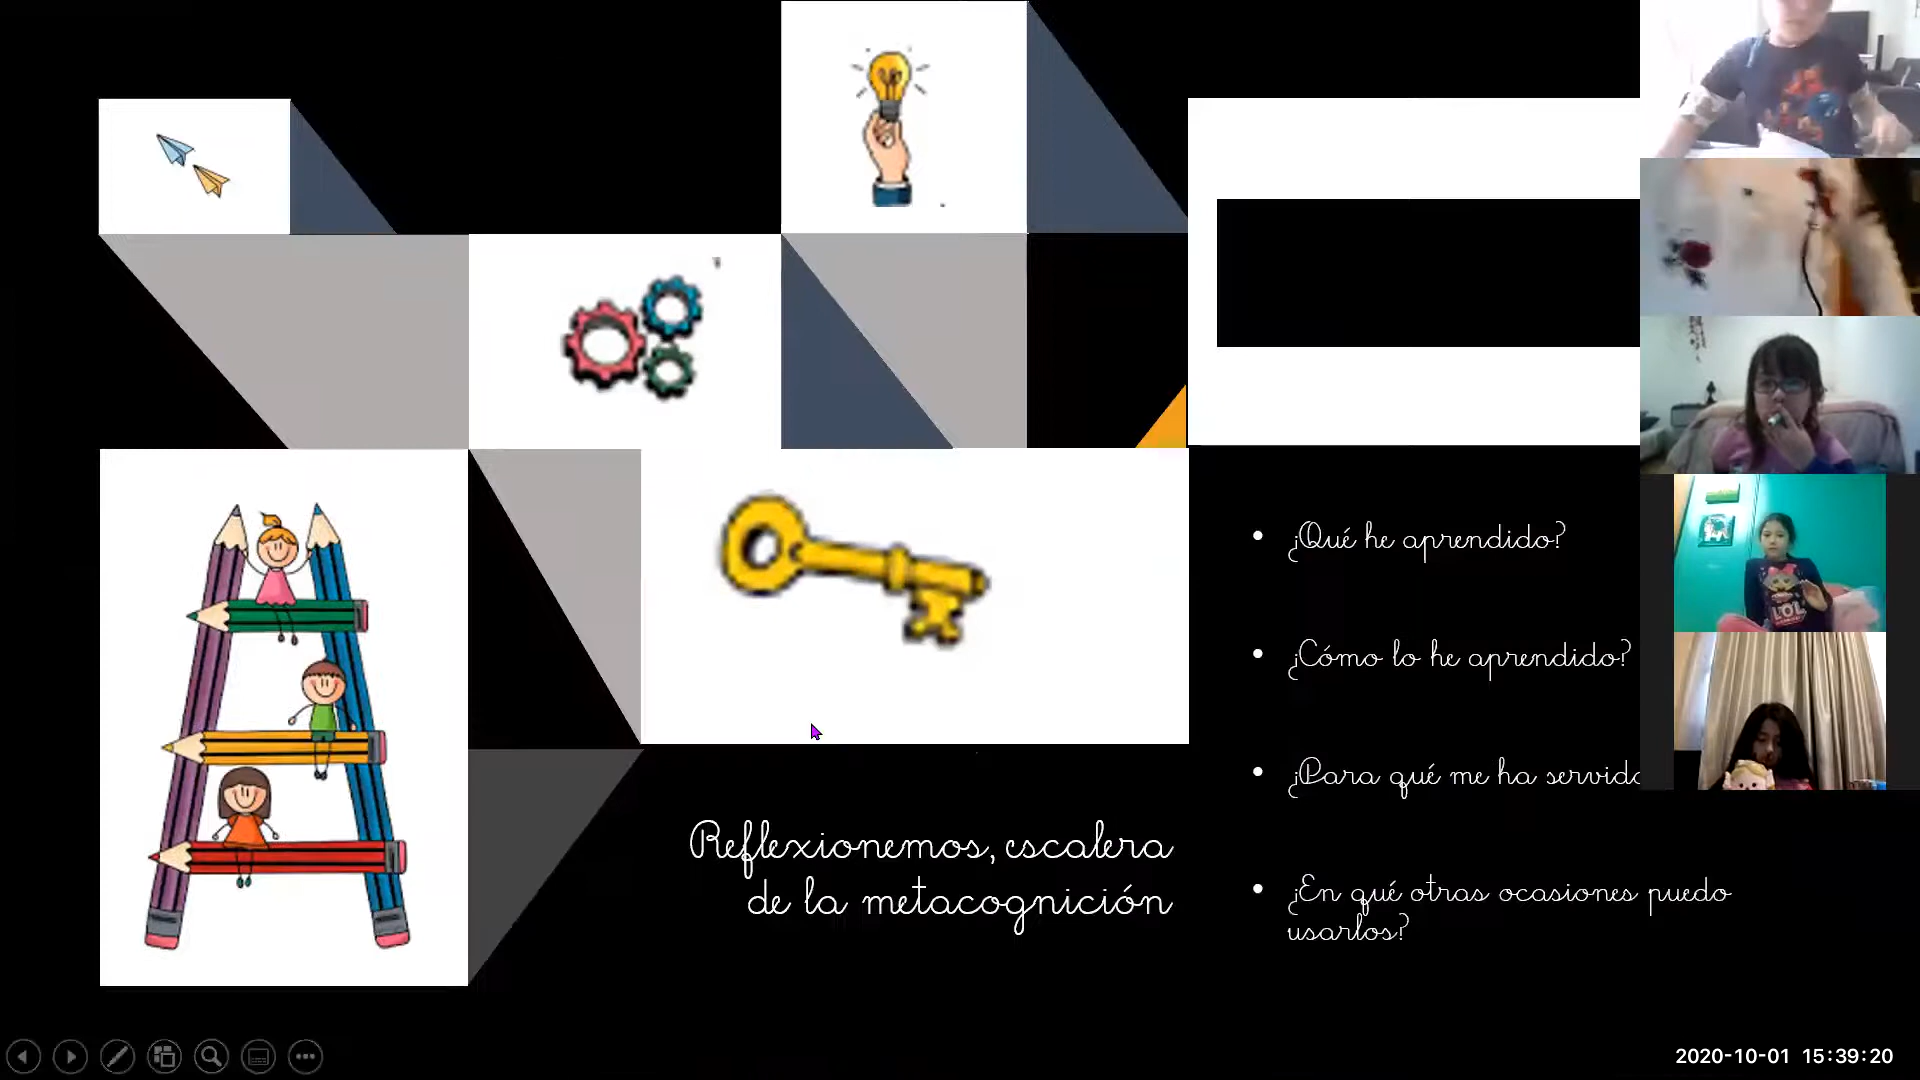 Reflexionemos, escalera
de la metacognición
¿Qué he aprendido?
¿Cómo lo he aprendido?
¿Para qué me ha servido
¿En qué otras ocasiones puedo
usarlos?
LOL
2020-10-01 15:39:20